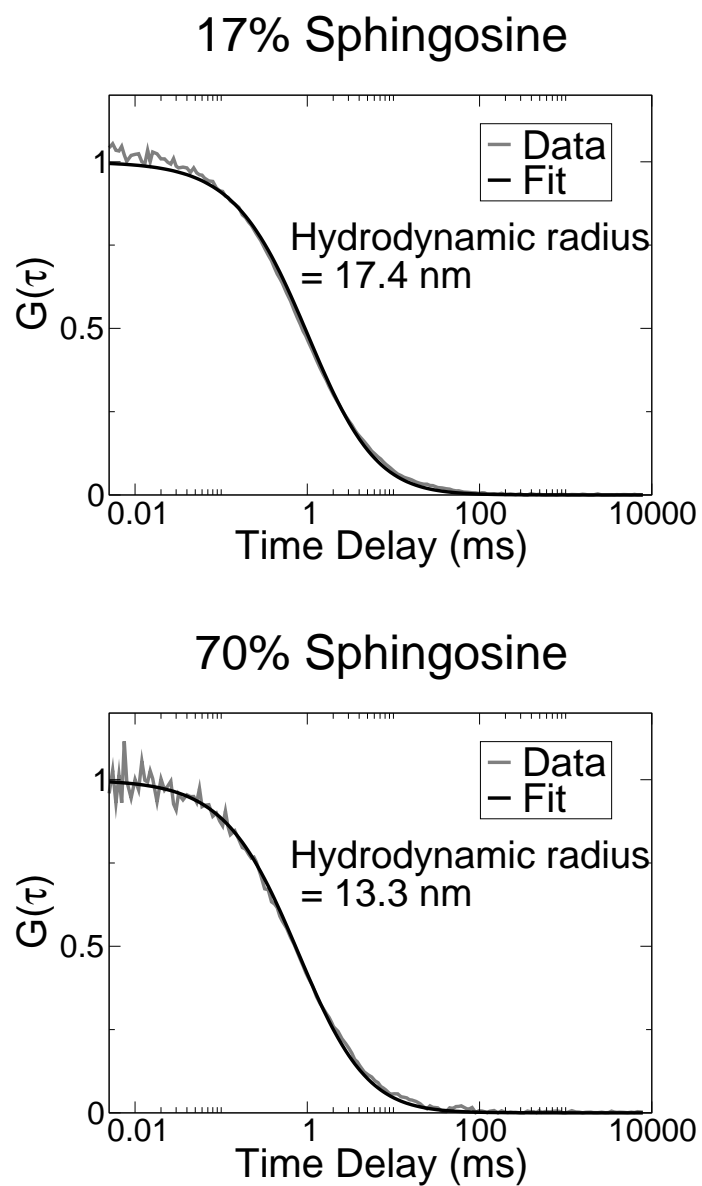 17% Sphingosine
1
Data
Fit
Hydrodynamic radius
= 17.4 nm
G(τ)
0.5
0
0.01 1 100 10000
Time Delay (ms)
70% Sphingosine
1
Data
Fit
Hydrodynamic radius
= 13.3 nm
G(τ)
0.5
0
0.01 1 100 10000
Time Delay (ms)